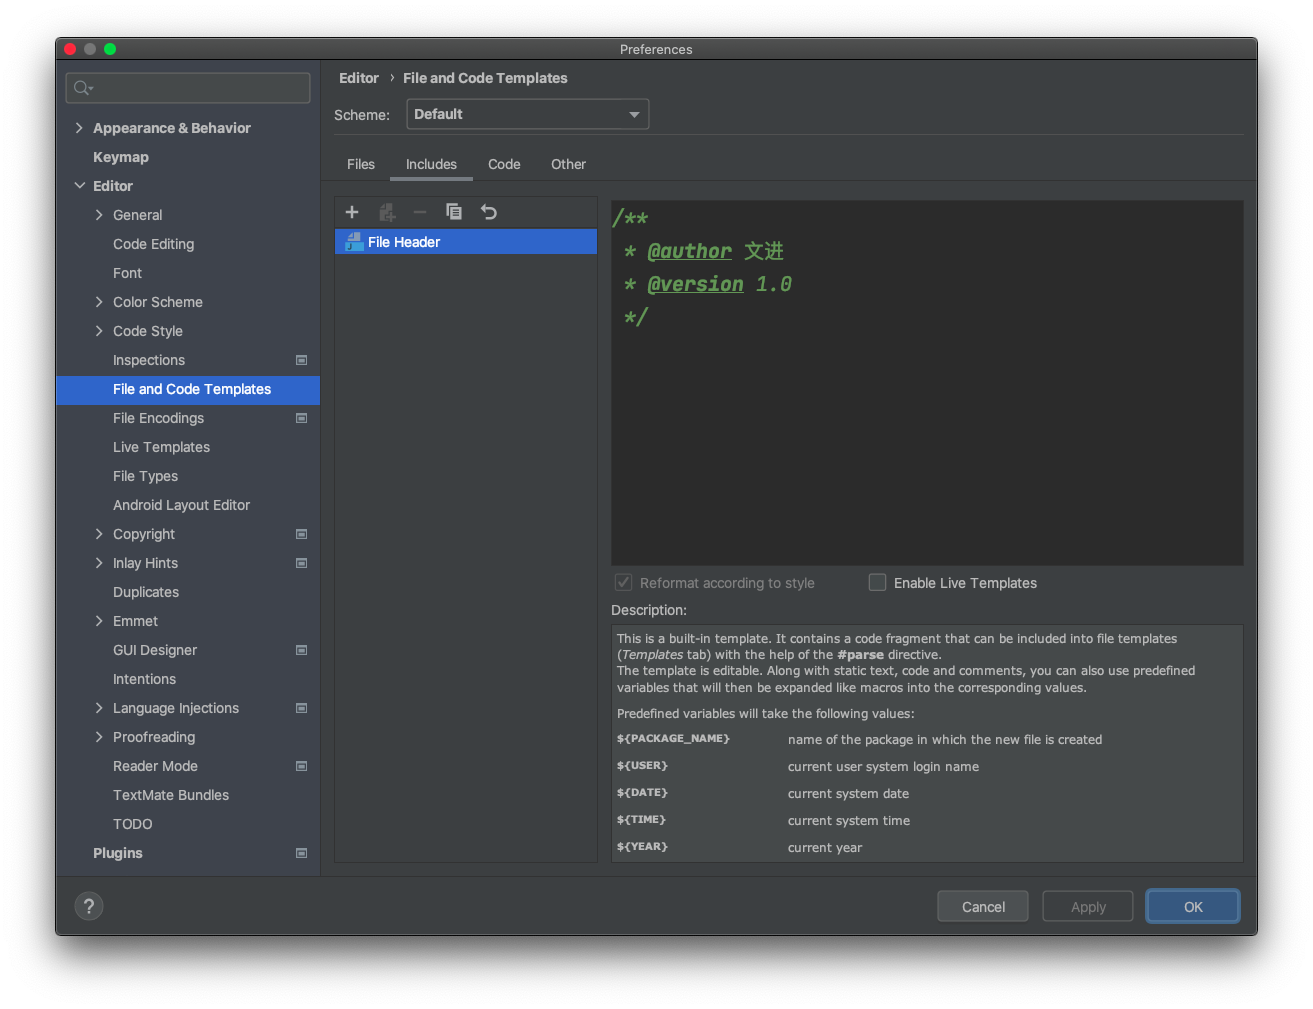 Preferences
Appearance & Behavior
Keymap
Editor
General
Code Editing
Font
Color Scheme
Code Style
Inspections
File and Code Templates
File Encodings
Live Templates
File Types
Android Layout Editor
Copyright
Inlay Hints
Duplicates
Emmet
GUI Designer
Intentions
Language Injections
Proofreading
Reader Mode
TextMate Bundles
TODO
Plugins
Editor › File and Code Templates
Scheme: Default
Files Includes Code Other
File Header
/**
* @author 文进
* @version 1.0
*/
Reformat according to style Enable Live Templates
Description:
This is a built-in template. It contains a code fragment that can be included into file templates
(Templates tab) with the help of the #parse directive.
The template is editable. Along with static text, code and comments, you can also use predefined
variables that will then be expanded like macros into the corresponding values.
Predefined variables will take the following values:
${PACKAGE_NAME} name of the package in which the new file is created
${USER} current user system login name
${DATE} current system date
${TIME} current system time
${YEAR} current year
? Cancel Apply OK